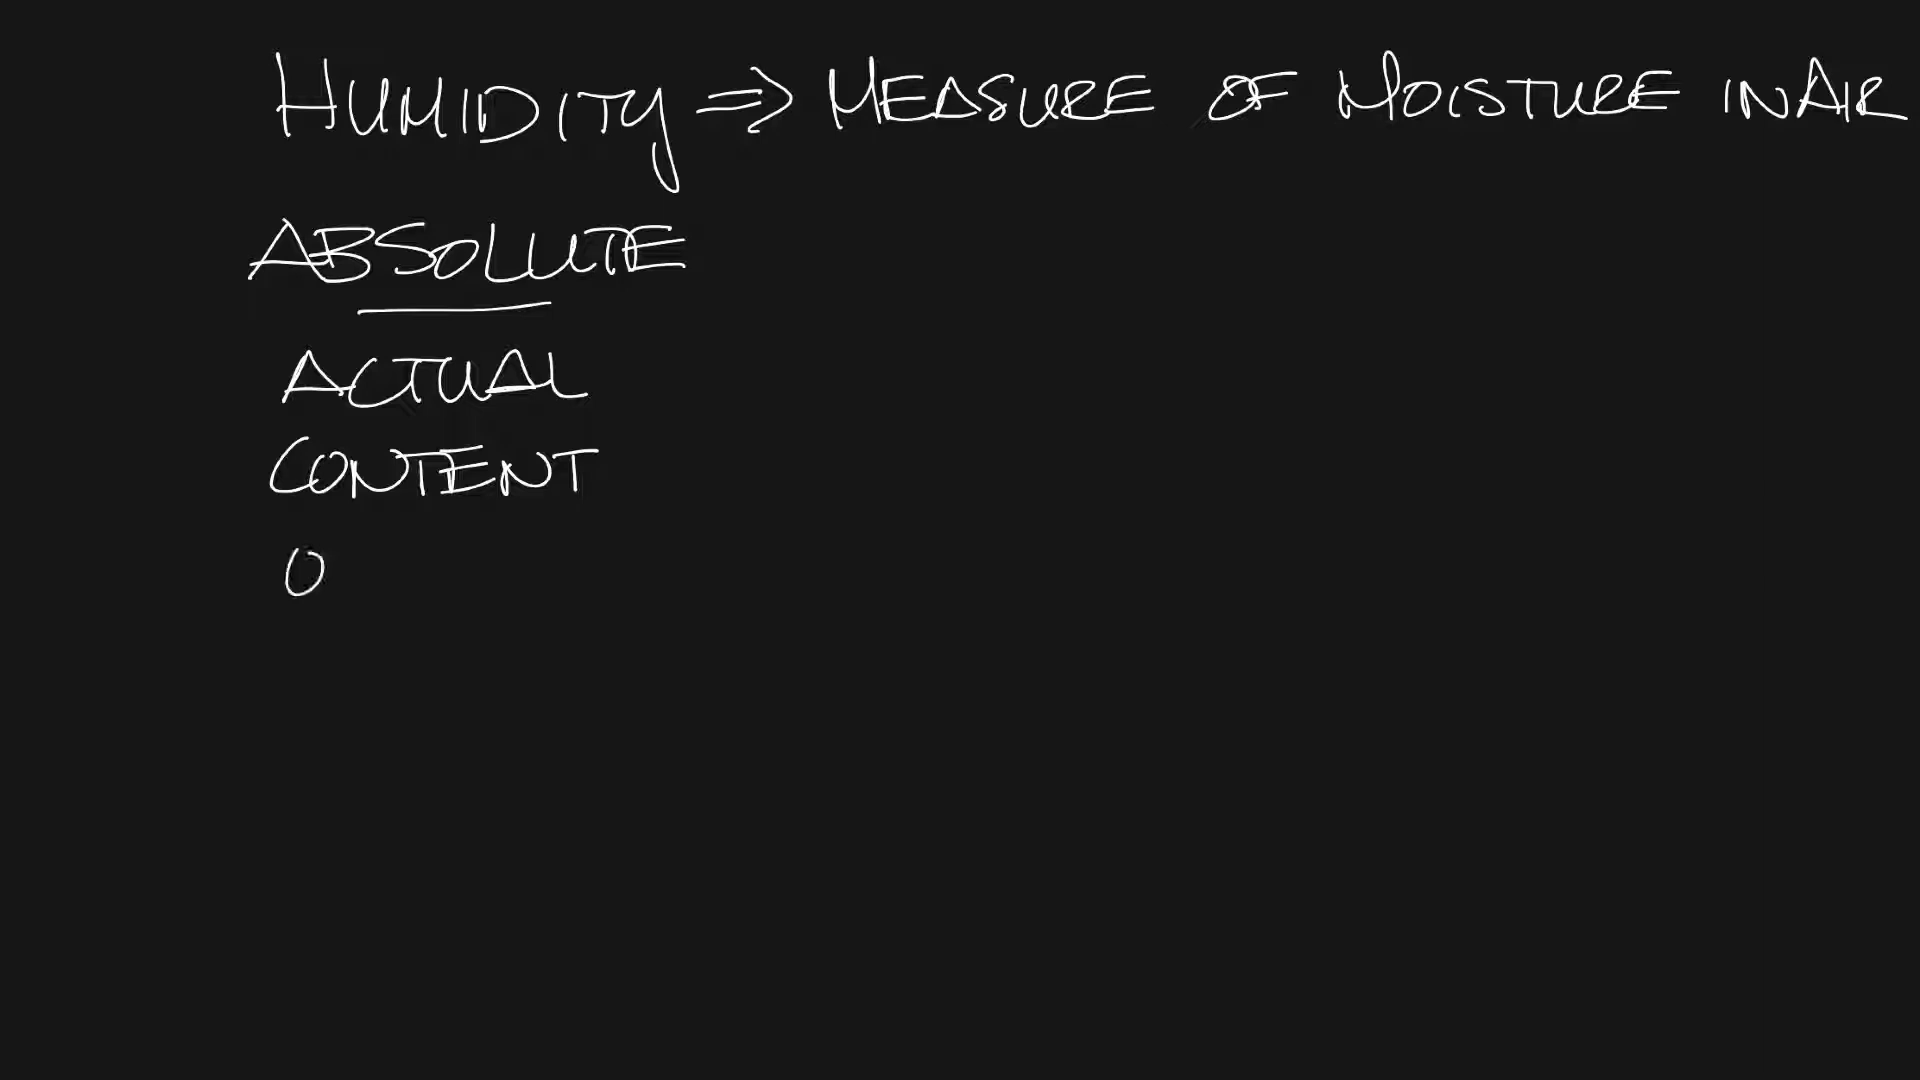 HUMIDITY => MEASURE OF MOISTURE IN AIR
ABSOLUTE
ACTUAL
CONTENT
O